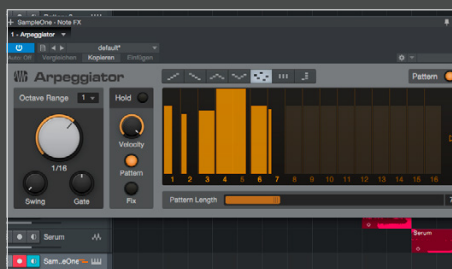 SampleOne - Note FX
1 - Arpeggiator
default*
Auto: Off Vergleichen Kopieren Einfügen
Arpeggiator
Pattern
Octave Range 1
Hold
Velocity
1/16
Pattern
Swing Gate
Fix
1 2 3 4 5 6 7 8 9 10 11 12 13 14 15 16
Pattern Length
7
Serum
Serum
Sam..eOne